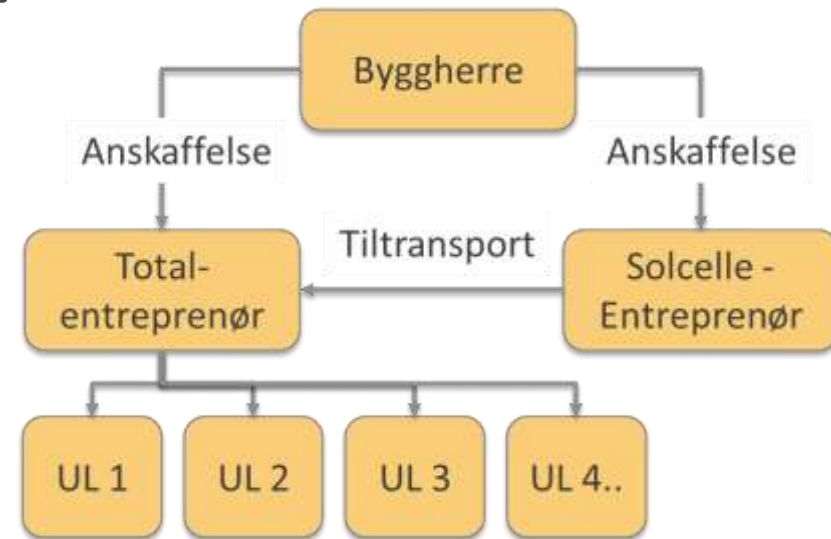 Byggherre
Anskaffelse
Anskaffelse
Tiltransport
Total-
entreprenør
Solcelle -
Entreprenør
UL 1
UL 2
UL 3
UL 4..